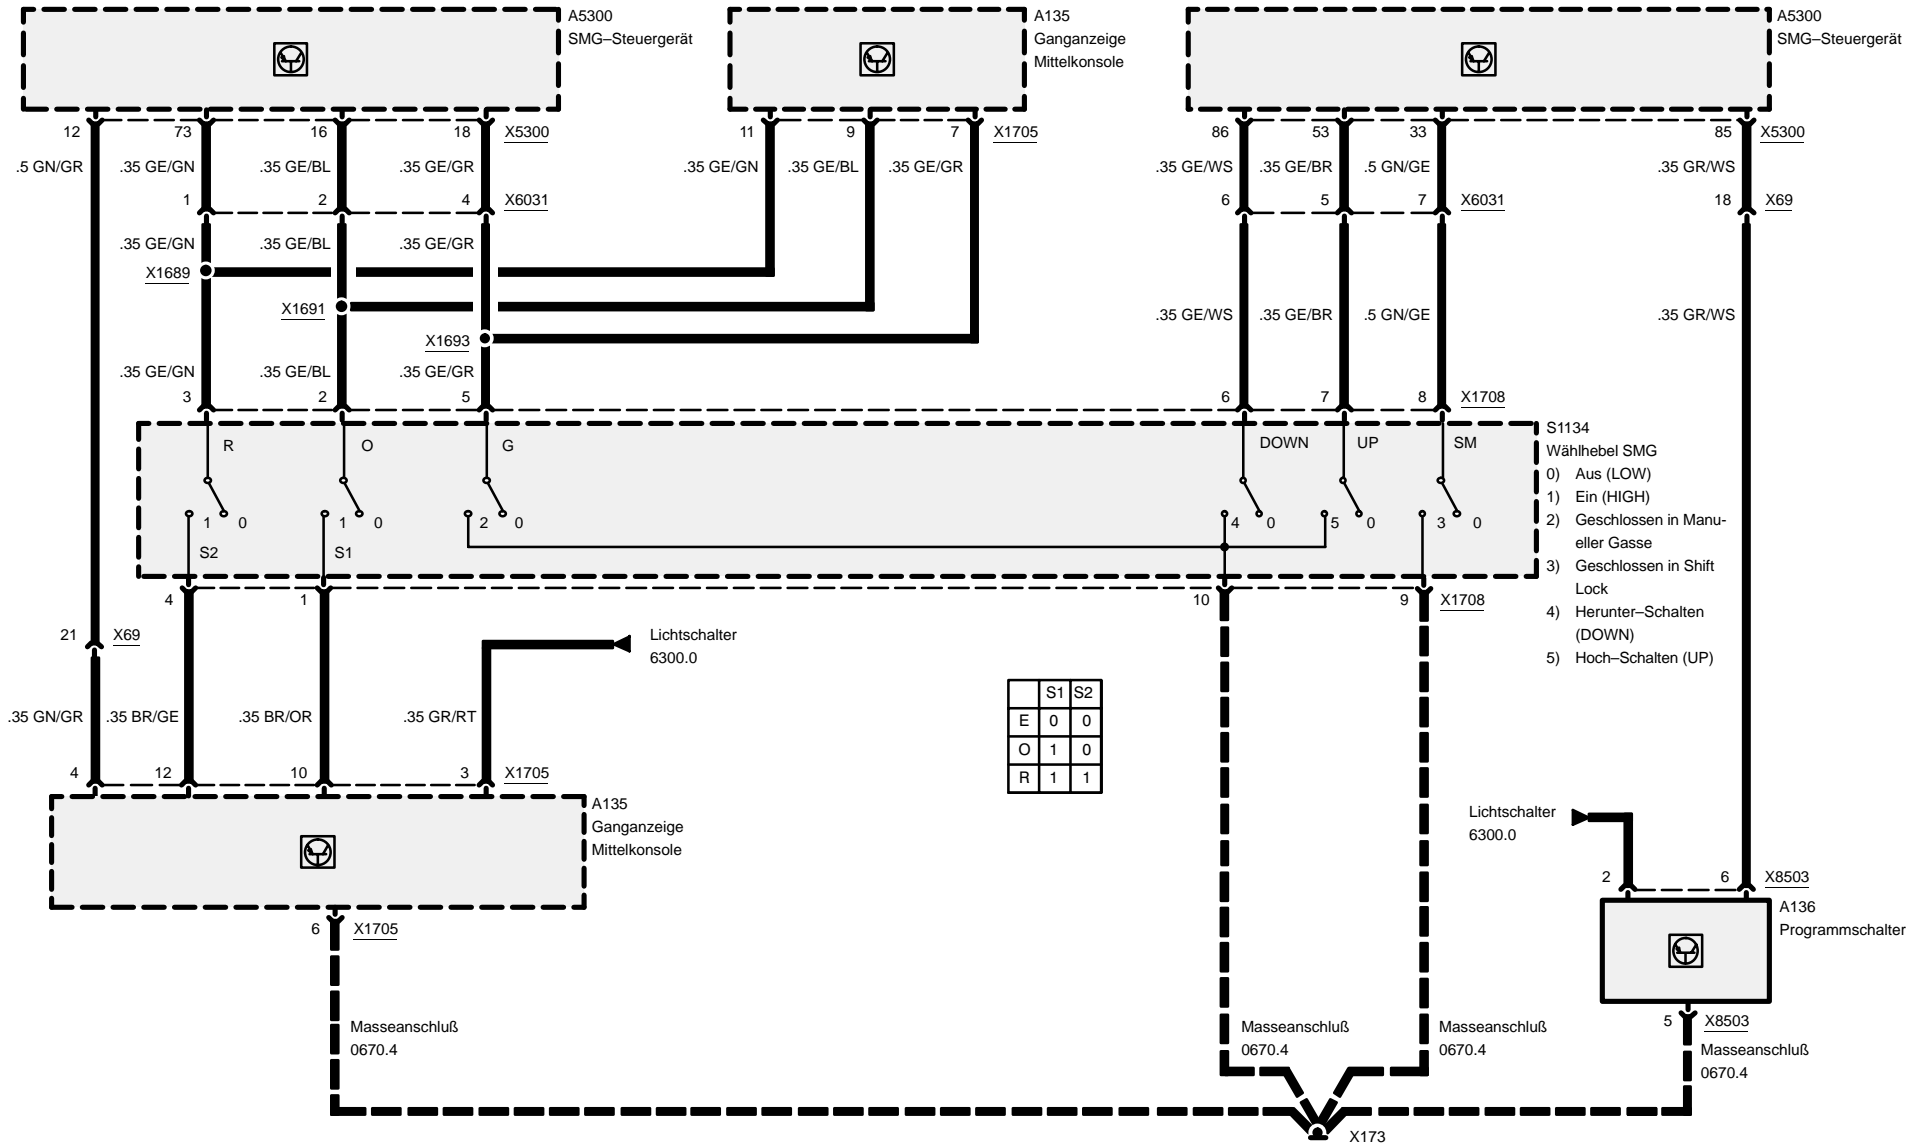 A5300
SMG–Steuergerät
A135
Ganganzeige
Mittelkonsole
A5300
SMG–Steuergerät
12 73 16 18 X5300
11 9 7 X1705
86 53 33 85 X5300
.5 GN/GR .35 GE/GN .35 GE/BL .35 GE/GR
.35 GE/GN .35 GE/BL .35 GE/GR
.35 GE/WS .35 GE/BR .5 GN/GE .35 GR/WS
1 2 4 X6031
6 5 7 X6031 18 X69
.35 GE/GN .35 GE/BL .35 GE/GR
X1689
X1691
X1693
.35 GE/WS .35 GE/BR .5 GN/GE .35 GR/WS
.35 GE/GN .35 GE/BL .35 GE/GR
3 2 5 6 7 8 X1708
R O G DOWN UP SM
1 0 1 0 2 0 4 0 5 0 3 0
S2 S1
S1134
Wählhebel SMG
0) Aus (LOW)
1) Ein (HIGH)
2) Geschlossen in Manu-
eller Gasse
3) Geschlossen in Shift
Lock
4) Herunter–Schalten
(DOWN)
5) Hoch–Schalten (UP)
4 1 10 9 X1708
21 X69
Lichtschalter
6300.0
.35 GN/GR .35 BR/GE .35 BR/OR .35 GR/RT
S1 S2
E 0 0
O 1 0
R 1 1
4 12 10 3 X1705
A135
Ganganzeige
Mittelkonsole
Lichtschalter
6300.0
2 6 X8503
A136
Programmschalter
6 X1705
5 X8503
Masseanschluß
0670.4
Masseanschluß
0670.4
Masseanschluß
0670.4
Masseanschluß
0670.4
X173